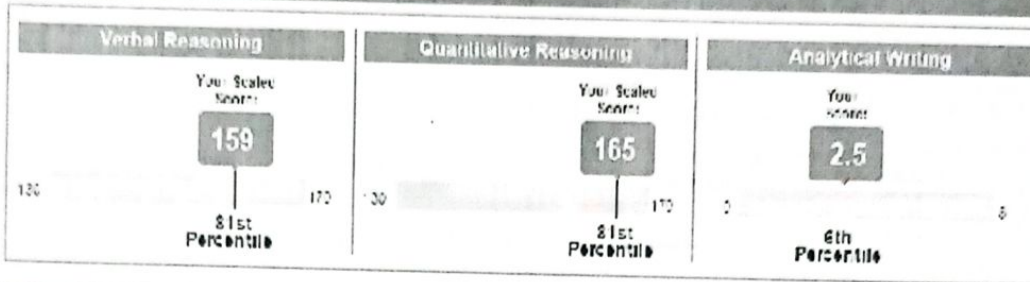 Verbal Reasoning
Your Scaled
Score:
159
130
170
81st
Percentile
Quantitative Reasoning
Your Scaled
Score:
165
130
170
81st
Percentile
Analytical Writing
Your
Score:
2.5
0
6
6th
Percentile